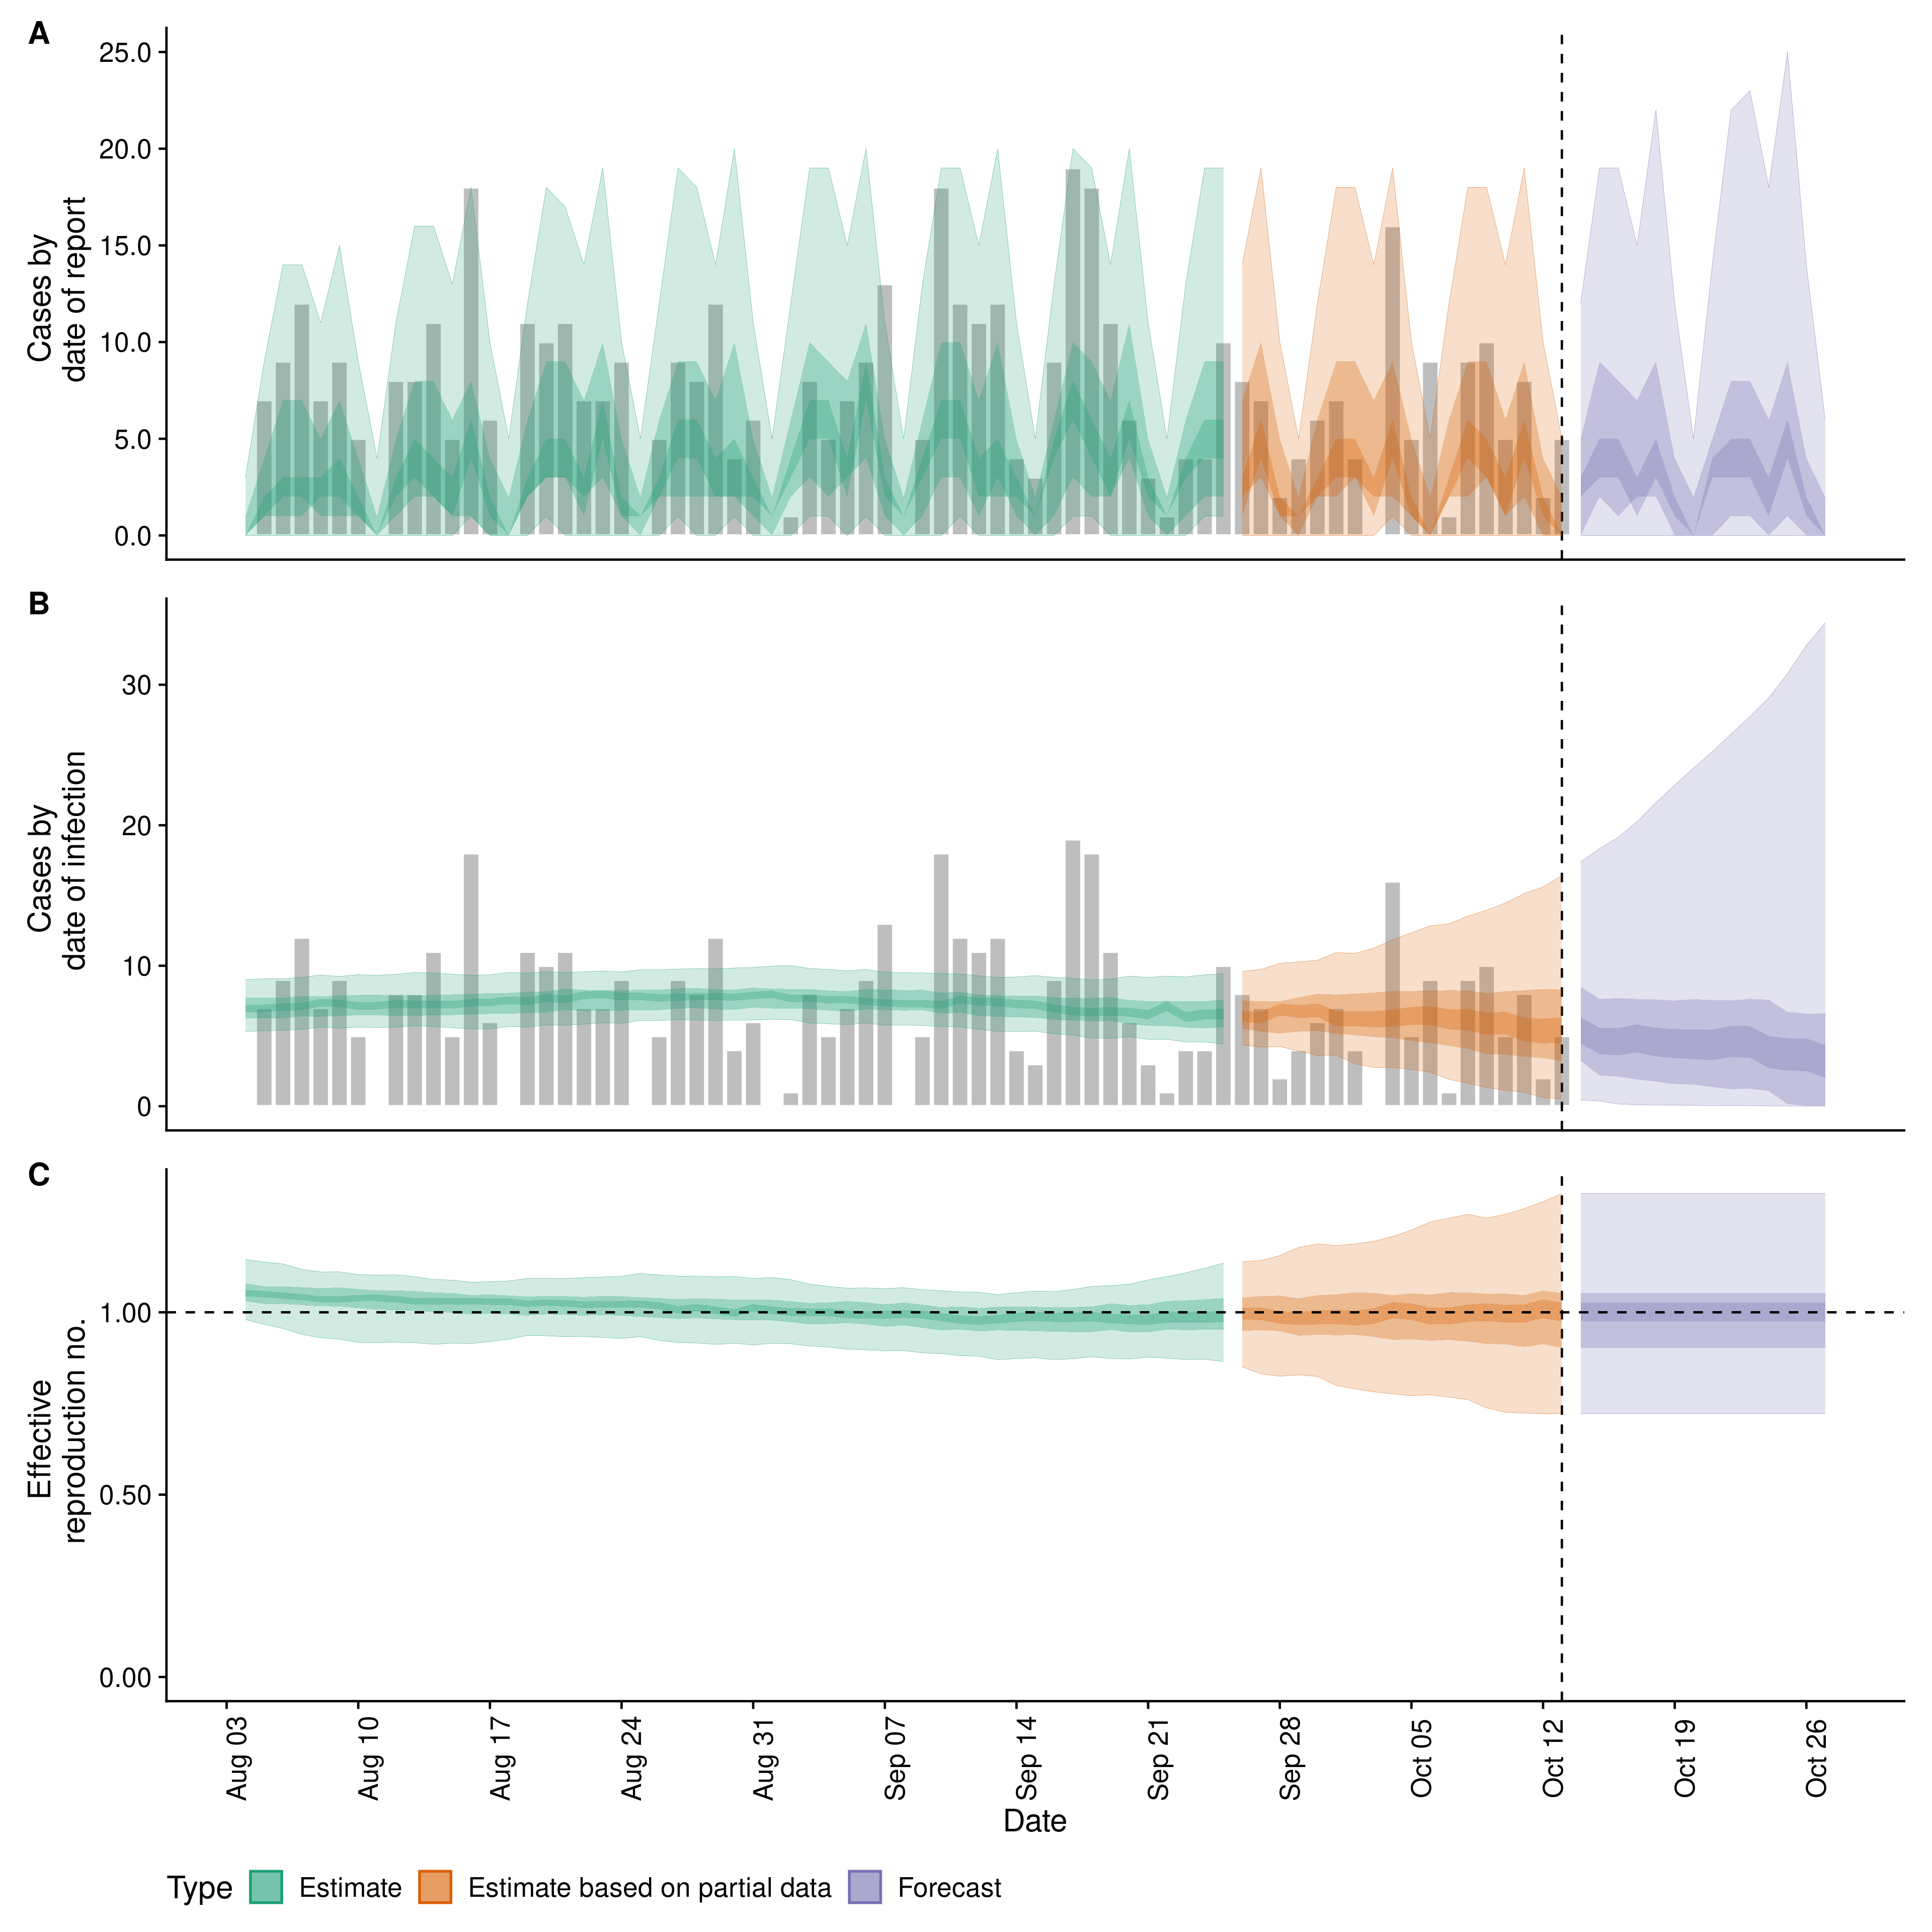 A
25.0
20.0
15.0
10.0
5.0
0.0
Cases by
date of report
B
30
20
10
0
Cases by
date of infection
C
1.00
0.50
0.00
Effective
reproduction no.
Aug 03
Aug 10
Aug 17
Aug 24
Aug 31
Sep 07
Sep 14
Sep 21
Sep 28
Oct 05
Oct 12
Oct 19
Oct 26
Date
Type
Estimate
Estimate based on partial data
Forecast